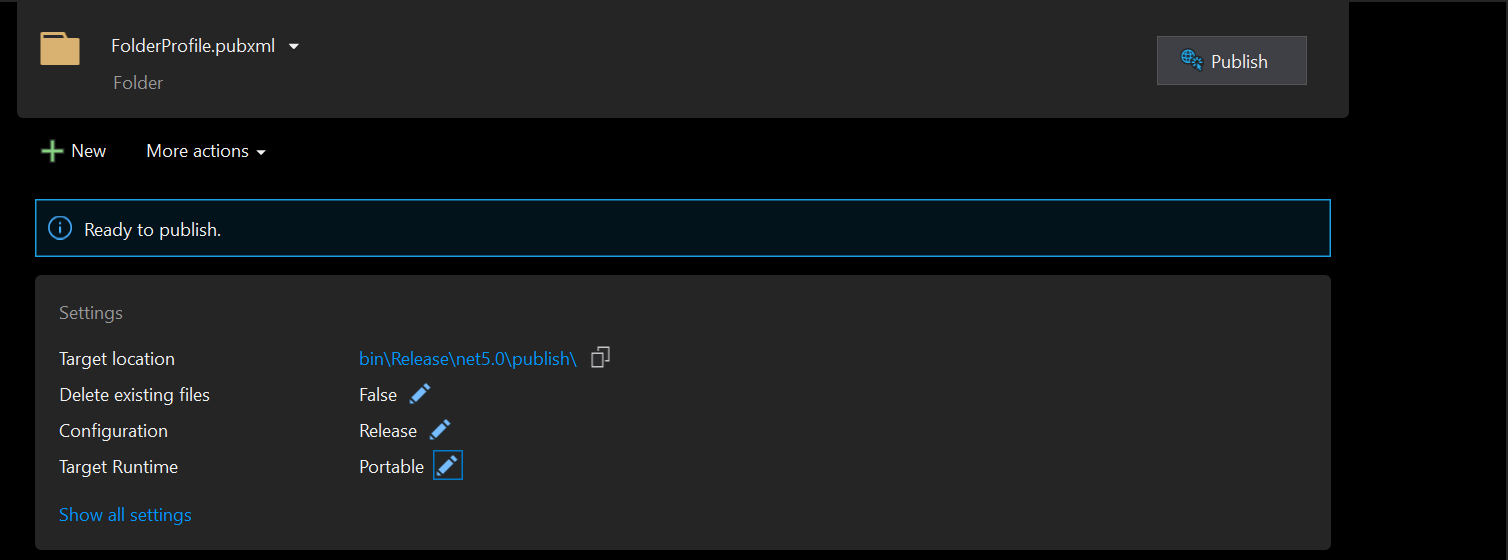 FolderProfile.pubxml
Folder
Publish
New
More actions
Ready to publish.
Settings
Target location bin\Release\net5.0\publish\
Delete existing files False
Configuration Release
Target Runtime Portable
Show all settings